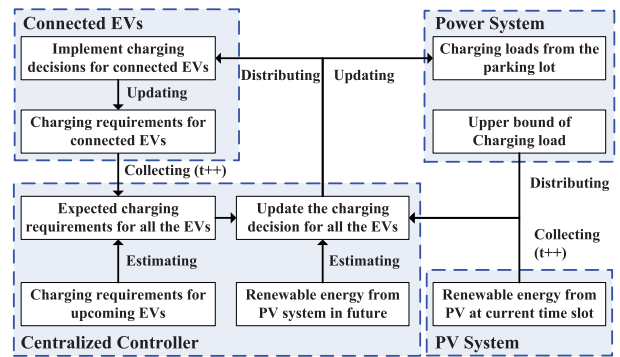 Connected EVs
Implement charging
decisions for connected EVs
Updating
Charging requirements for
connected EVs
Collecting (t++)
Distributing
Updating
Power System
Charging loads from the
parking lot
Upper bound of
Charging load
Distributing
Collecting
(t++)
Expected charging
requirements for all the EVs
Update the charging
decision for all the EVs
Estimating
Estimating
Charging requirements for
upcoming EVs
Renewable energy from
PV system in future
Centralized Controller
Renewable energy from
PV at current time slot
PV System